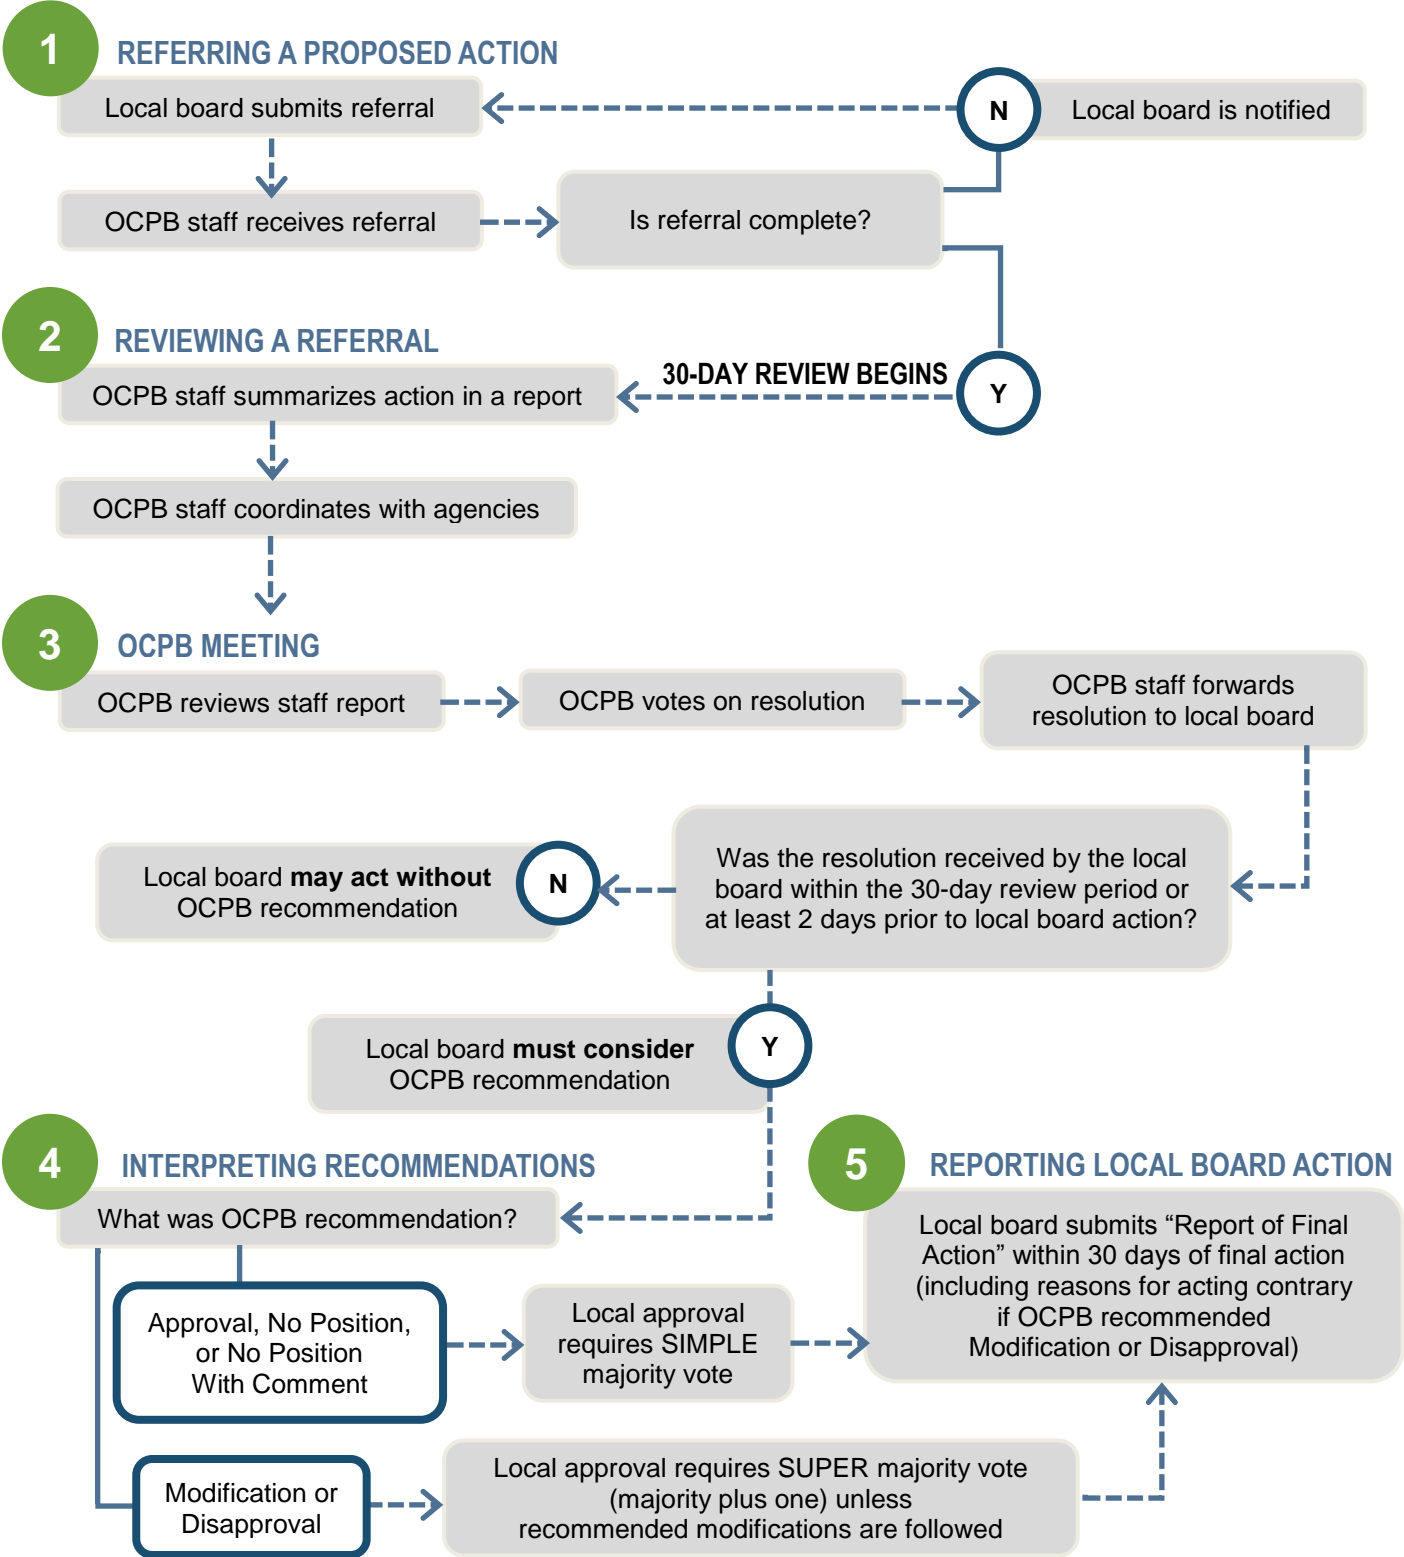 1
REFERRING A PROPOSED ACTION
Local board submits referral
N
Local board is notified
OCPB staff receives referral
Is referral complete?
2
REVIEWING A REFERRAL
OCPB staff summarizes action in a report
30-DAY REVIEW BEGINS
Y
OCPB staff coordinates with agencies
3
OCPB MEETING
OCPB reviews staff report
OCPB votes on resolution
OCPB staff forwards
resolution to local board
Was the resolution received by the local
board within the 30-day review period or
at least 2 days prior to local board action?
N
Local board may act without
OCPB recommendation
Y
Local board must consider
OCPB recommendation
4
INTERPRETING RECOMMENDATIONS
What was OCPB recommendation?
Approval, No Position,
or No Position
With Comment
Local approval
requires SIMPLE
majority vote
Modification or
Disapproval
Local approval requires SUPER majority vote
(majority plus one) unless
recommended modifications are followed
5
REPORTING LOCAL BOARD ACTION
Local board submits “Report of Final
Action” within 30 days of final action
(including reasons for acting contrary
if OCPB recommended
Modification or Disapproval)